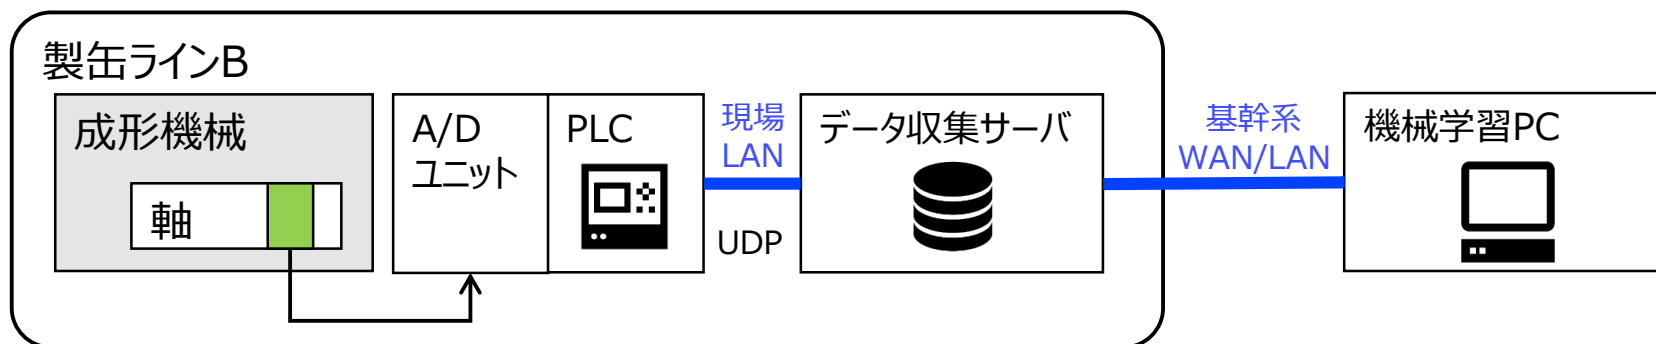 製缶ラインB
成形機械
軸
A/D
ユニット
PLC
現場
LAN
UDP
データ収集サーバ
基幹系
WAN/LAN
機械学習PC